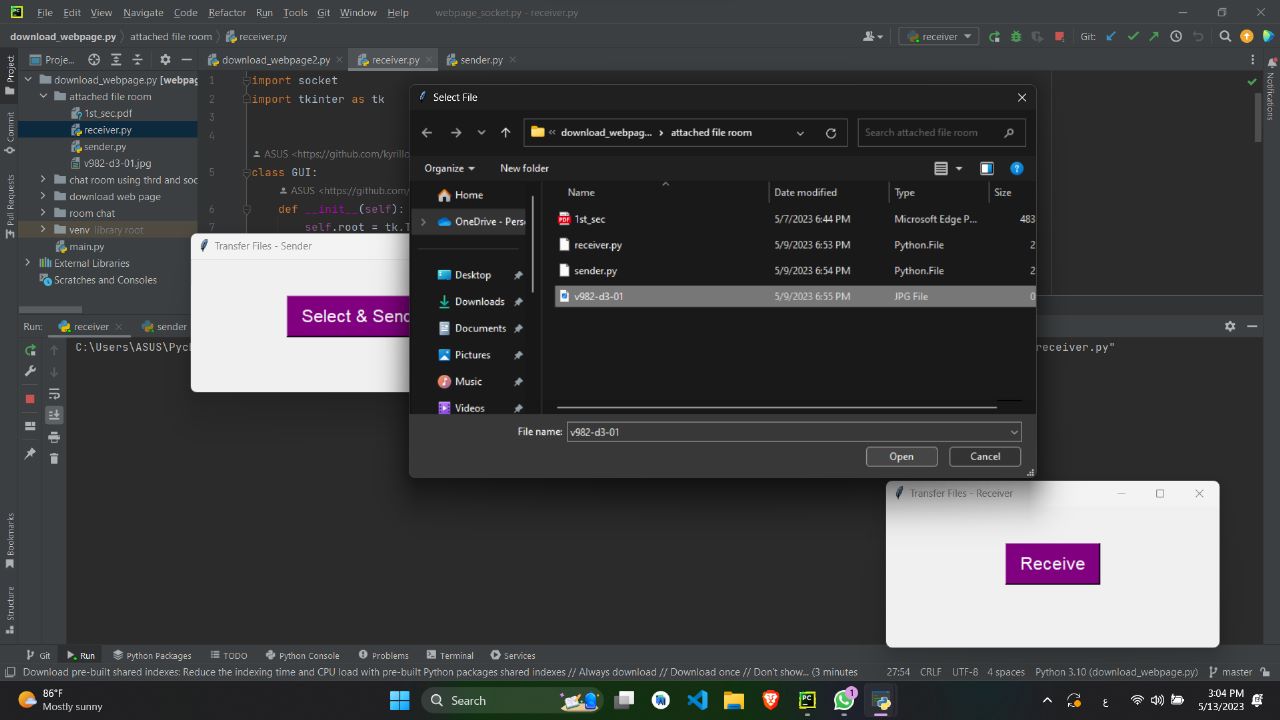 File Edit View Navigate Code Refactor Run Tools Git Window Help webpage_socket.py - receiver.py
download_webpage.py attached file room receiver.py receiver Git:
Project
Proje... download_webpage2.py receiver.py sender.py
download_webpage.py [webpa
attached file room
1st_sec.pdf
receiver.py
sender.py
v982-d3-01.jpg
chat room using thrd and soc
download web page
room chat
venv library root
main.py
External Libraries
Scratches and Consoles
Commit
Pull Requests
Bookmarks
Structure
Notifications
1 import socket
2 import tkinter as tk
3
4
ASUS <https://github.com/kyrillo
5 class GUI:
ASUS <https://github.com/
6 def __init__(self):
7 self.root = tk.T
Transfer Files - Sender
Select & Send
Select File
download_webpag... attached file room
Search attached file room
Organize New folder
Home
OneDrive - Perso
Desktop
Downloads
Documents
Pictures
Music
Videos
Name Date modified Type Size
1st_sec 5/7/2023 6:44 PM Microsoft Edge P... 483
receiver.py 5/9/2023 6:53 PM Python.File 2
sender.py 5/9/2023 6:54 PM Python.File 2
v982-d3-01 5/9/2023 6:55 PM JPG File 0
File name: v982-d3-01
Open Cancel
Run: receiver sender
C:\Users\ASUS\Pyc
receiver.py"
Transfer Files - Receiver
Receive
Git Run Python Packages TODO Python Console Problems Terminal Services
Download pre-built shared indexes: Reduce the indexing time and CPU load with pre-built Python packages shared indexes // Always download // Download once // Don't show... (3 minutes 27:54 CRLF UTF-8 4 spaces Python 3.10 (download_webpage.py) master
86°F
Mostly sunny
Search
1
ع
3:04 PM
5/13/2023